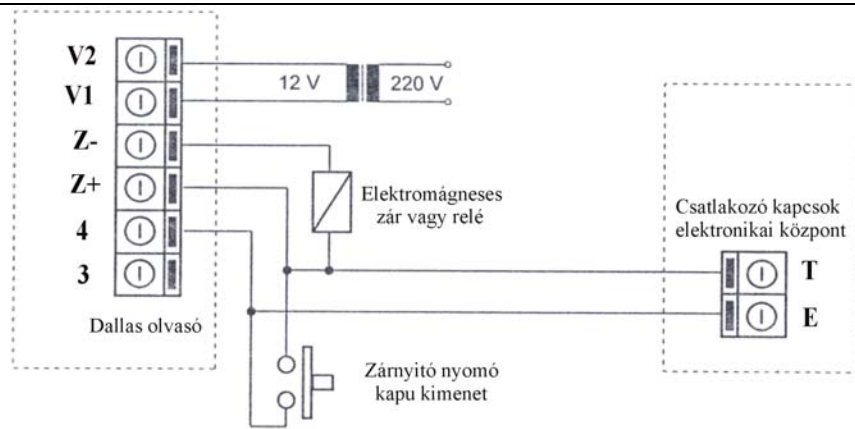 V2
V1
Z-
Z+
4
3
Dallas olvasó
12 V
220 V
Elektromágneses
zár vagy relé
Zárnyitó nyomó
kapu kimenet
Csatlakozó kapcsok
elektronikai központ
T
E